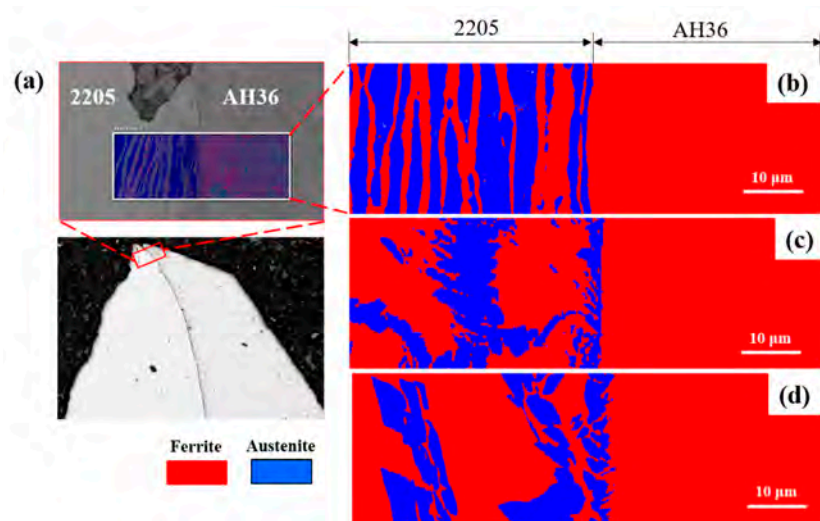 2205
AH36
(a)
2205
AH36
(b)
10 μm
(c)
10 μm
(d)
10 μm
Ferrite
Austenite